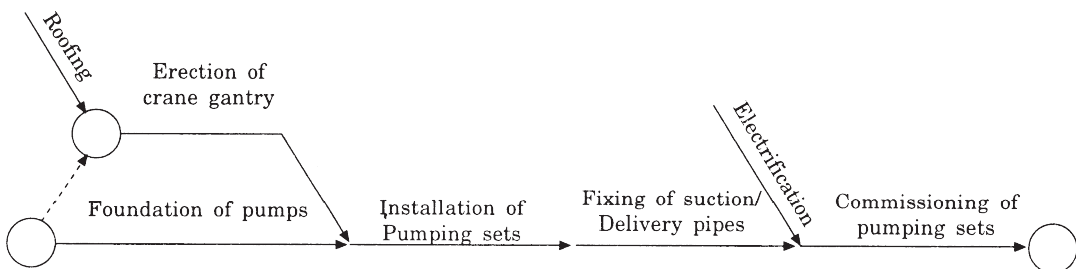 Roofing
Erection of
crane gantry
Foundation of pumps
Installation of
Pumping sets
Fixing of suction/
Delivery pipes
Electrification
Commissioning of
pumping sets